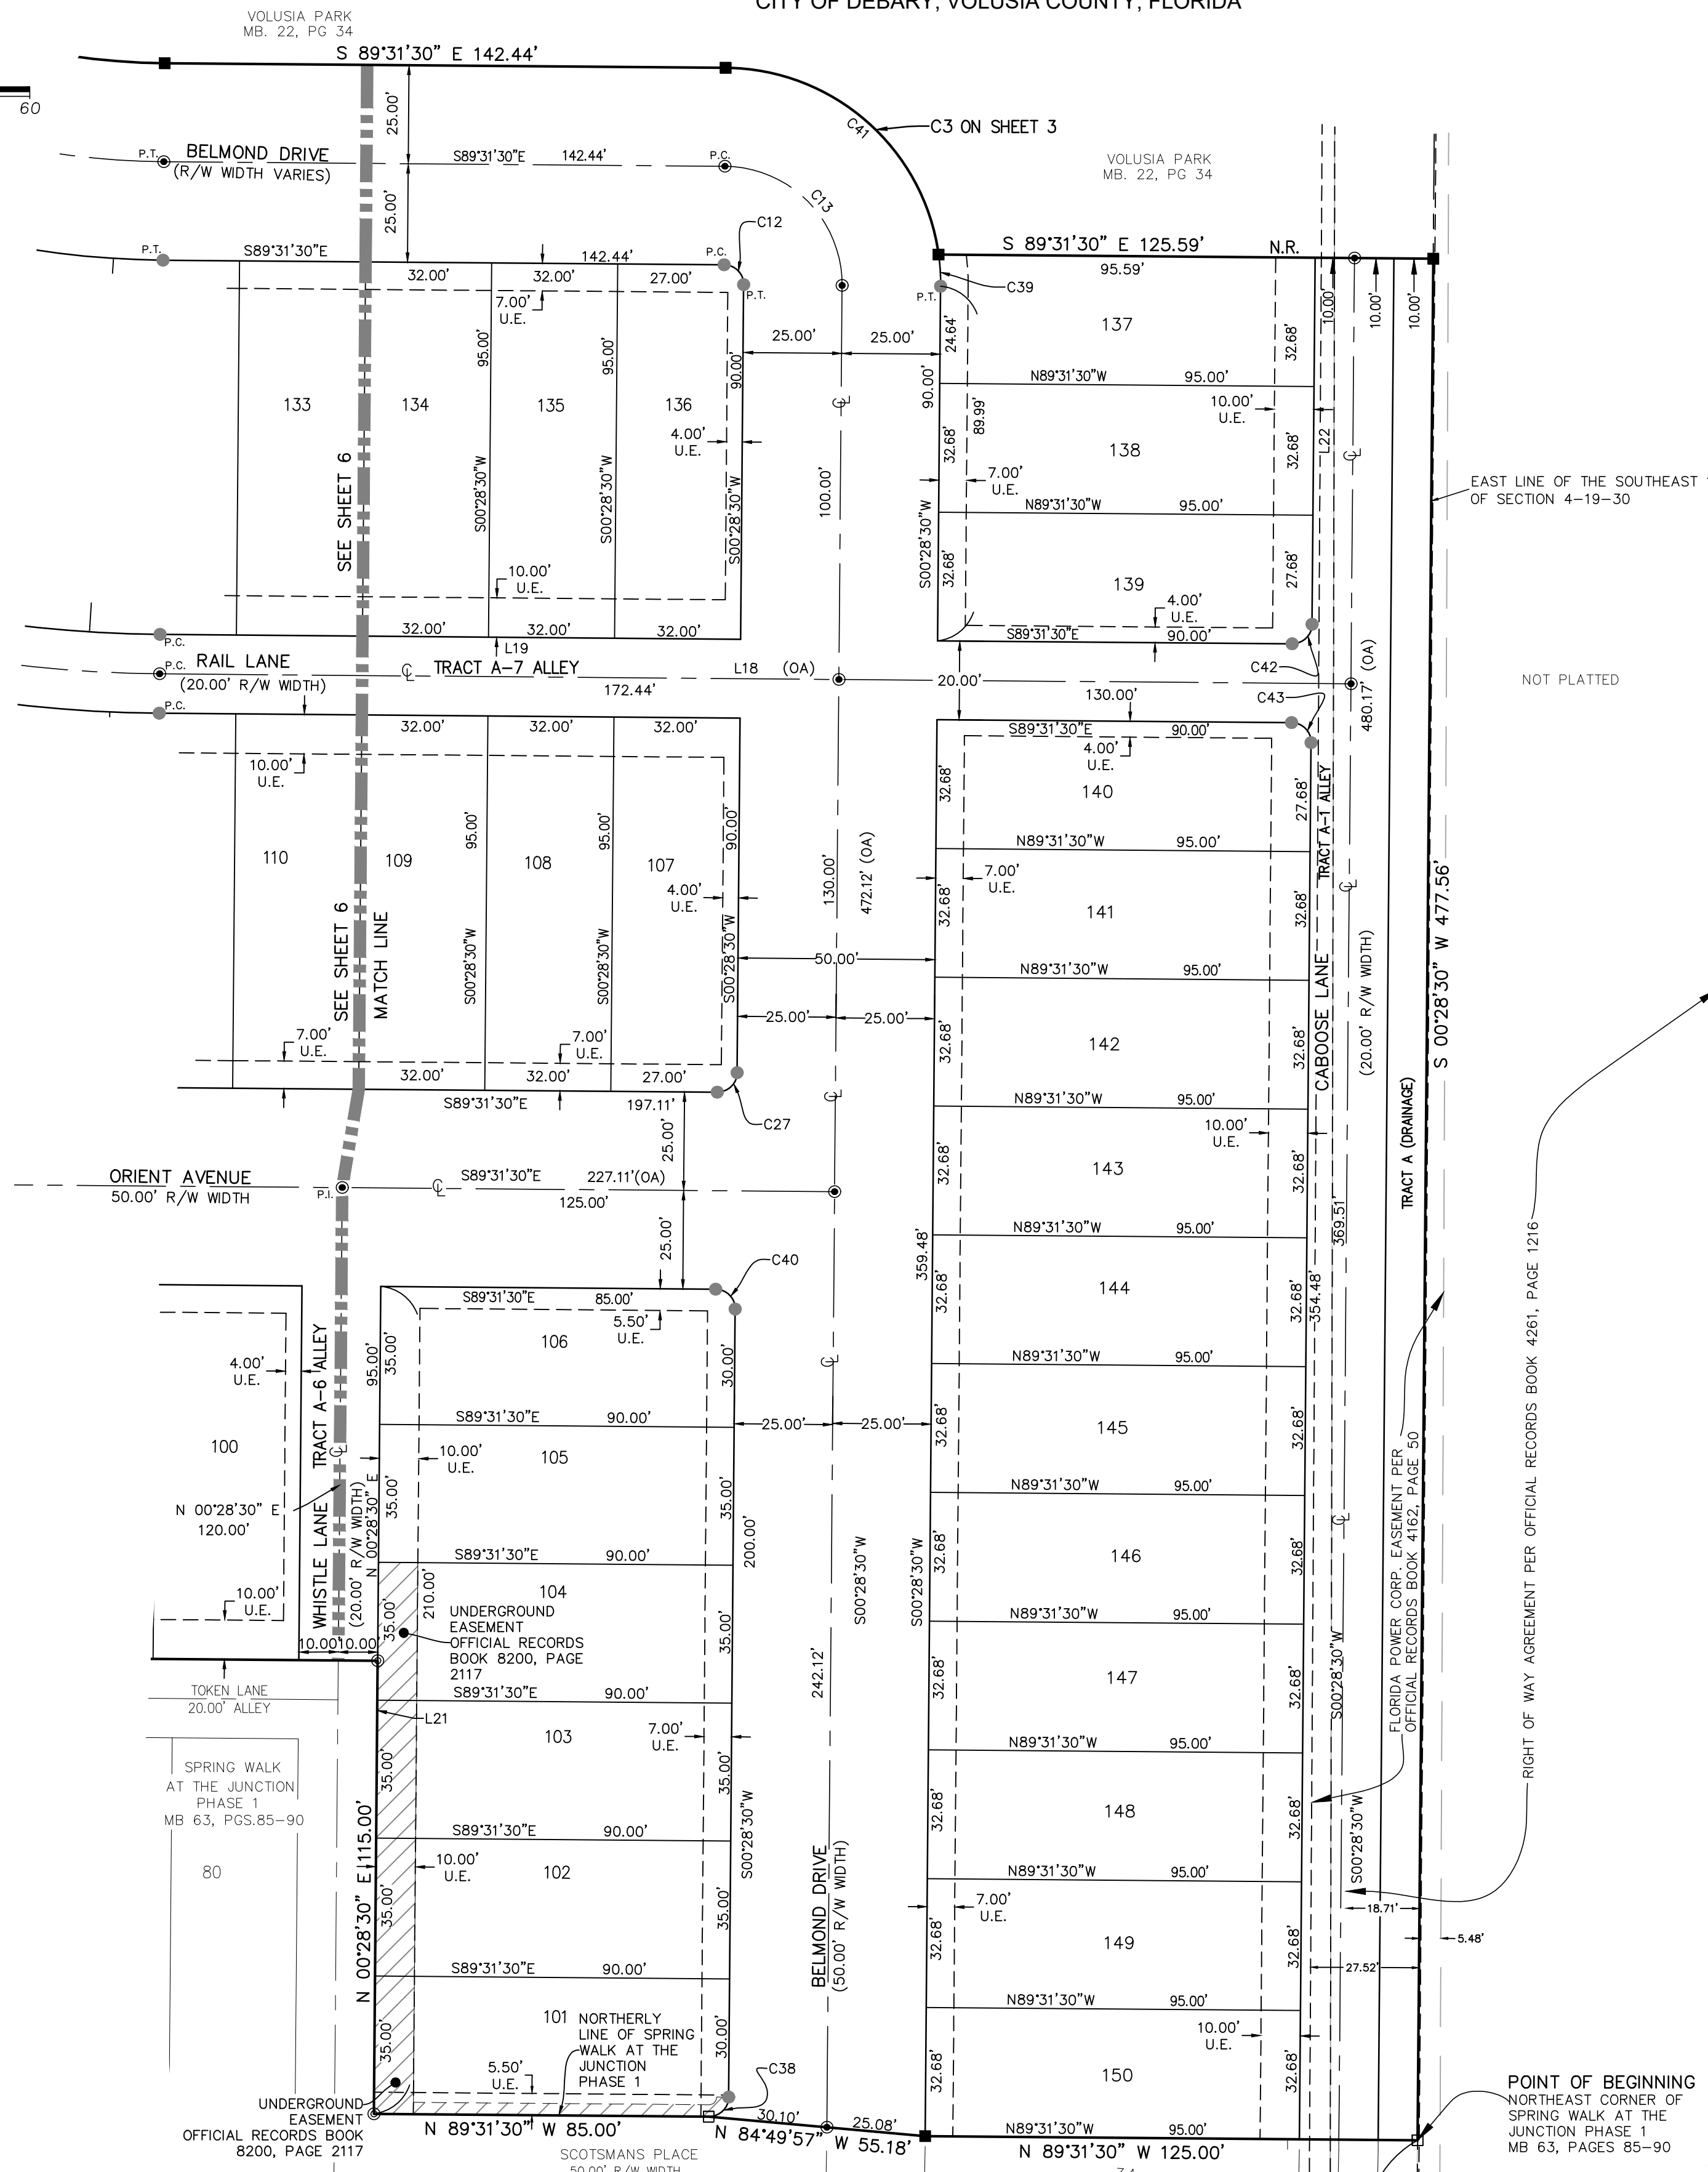 CITY OF DEBARY, VOLUSIA COUNTY, FLORIDA
VOLUSIA PARK
MB. 22, PG 34
S 89°31'30" E 142.44'
60
25.00'
C41
C3 ON SHEET 3
P.T.
BELMOND DRIVE
(R/W WIDTH VARIES)
S89°31'30"E 142.44'
P.C.
VOLUSIA PARK
MB. 22, PG 34
25.00'
C13
C12
P.T.
S89°31'30"E
142.44'
P.C.
S 89°31'30" E 125.59'
N.R.
32.00'
32.00'
27.00'
95.59'
7.00'
U.E.
P.T.
P.T.
C39
10.00'
10.00'
10.00'
25.00'
25.00'
24.64'
137
32.68'
95.00'
95.00'
90.00'
90.00'
N89°31'30"W 95.00'
133
134
135
136
4.00'
U.E.
89.99'
10.00'
U.E.
32.68'
138
32.68'
L22
SEE SHEET 6
S00°28'30"W
S00°28'30"W
S00°28'30"W
100.00'
7.00'
U.E.
EAST LINE OF THE SOUTHEAST
OF SECTION 4-19-30
N89°31'30"W 95.00'
S00°28'30"W
32.68'
139
27.68'
10.00'
U.E.
4.00'
U.E.
32.00'
32.00'
32.00'
S89°31'30"E 90.00'
P.C.
L19
P.C.
RAIL LANE
(20.00' R/W WIDTH)
TRACT A-7 ALLEY
L18 (OA)
172.44'
20.00'
130.00'
C42
C43
480.17' (OA)
NOT PLATTED
P.C.
32.00'
32.00'
32.00'
S89°31'30"E 90.00'
10.00'
U.E.
4.00'
U.E.
32.68'
140
27.68'
TRACT A-1 ALLEY
95.00'
95.00'
90.00'
N89°31'30"W 95.00'
110
109
108
107
4.00'
U.E.
130.00'
472.12' (OA)
7.00'
U.E.
32.68'
141
32.68'
SEE SHEET 6
MATCH LINE
S00°28'30"W
S00°28'30"W
S00°28'30"W
50.00'
N89°31'30"W 95.00'
25.00'
25.00'
32.68'
142
32.68'
CABOOSE LANE
(20.00' R/W WIDTH)
S 00°28'30" W 477.56'
7.00'
U.E.
7.00'
U.E.
32.00'
32.00'
27.00'
S89°31'30"E 197.11'
N89°31'30"W 95.00'
25.00'
C27
10.00'
U.E.
32.68'
143
32.68'
TRACT A (DRAINAGE)
ORIENT AVENUE
50.00' R/W WIDTH
P.I.
S89°31'30"E 227.11'(OA)
125.00'
25.00'
N89°31'30"W 95.00'
359.48'
369.51'
C40
32.68'
144
32.68'
354.48'
S89°31'30"E 85.00'
106
5.50'
U.E.
RIGHT OF WAY AGREEMENT PER OFFICIAL RECORDS BOOK 4261, PAGE 1216
4.00'
U.E.
95.00'
35.00'
30.00'
N89°31'30"W 95.00'
TRACT A-6 ALLEY
S89°31'30"E 90.00'
25.00'
25.00'
32.68'
145
32.68'
100
10.00'
U.E.
105
N89°31'30"W 95.00'
N 00°28'30" E
120.00'
WHISTLE LANE
(20.00' R/W WIDTH)
N 00°28'30" E
35.00'
35.00'
200.00'
S89°31'30"E 90.00'
S00°28'30"W
S00°28'30"W
32.68'
146
32.68'
FLORIDA POWER CORP. EASEMENT PER
OFFICIAL RECORDS BOOK 4162, PAGE 50
10.00'
U.E.
210.00'
104
UNDERGROUND
EASEMENT
OFFICIAL RECORDS
BOOK 8200, PAGE
2117
35.00'
35.00'
N89°31'30"W 95.00'
10.00'
10.00'
242.12'
32.68'
147
32.68'
S00°28'30"W
TOKEN LANE
20.00' ALLEY
S89°31'30"E 90.00'
L21
103
7.00'
U.E.
N89°31'30"W 95.00'
SPRING WALK
AT THE JUNCTION
PHASE 1
MB 63, PGS.85-90
35.00'
35.00'
32.68'
148
32.68'
S00°28'30"W
S89°31'30"E 90.00'
80
10.00'
U.E.
102
S00°28'30"W
N89°31'30"W 95.00'
N 00°28'30" E 115.00'
35.00'
35.00'
BELMOND DRIVE
(50.00' R/W WIDTH)
7.00'
U.E.
32.68'
149
32.68'
18.71'
5.48'
27.52'
S89°31'30"E 90.00'
N89°31'30"W 95.00'
101
NORTHERLY
LINE OF SPRING
WALK AT THE
JUNCTION
PHASE 1
35.00'
30.00'
10.00'
U.E.
5.50'
U.E.
C38
32.68'
150
32.68'
UNDERGROUND
EASEMENT
OFFICIAL RECORDS BOOK
8200, PAGE 2117
N 89°31'30" W 85.00'
30.10'
25.08'
N 84°49'57" W 55.18'
N89°31'30"W 95.00'
N 89°31'30" W 125.00'
POINT OF BEGINNING
NORTHEAST CORNER OF
SPRING WALK AT THE
JUNCTION PHASE 1
MB 63, PAGES 85-90
SCOTSMANS PLACE
50.00' R/W WIDTH